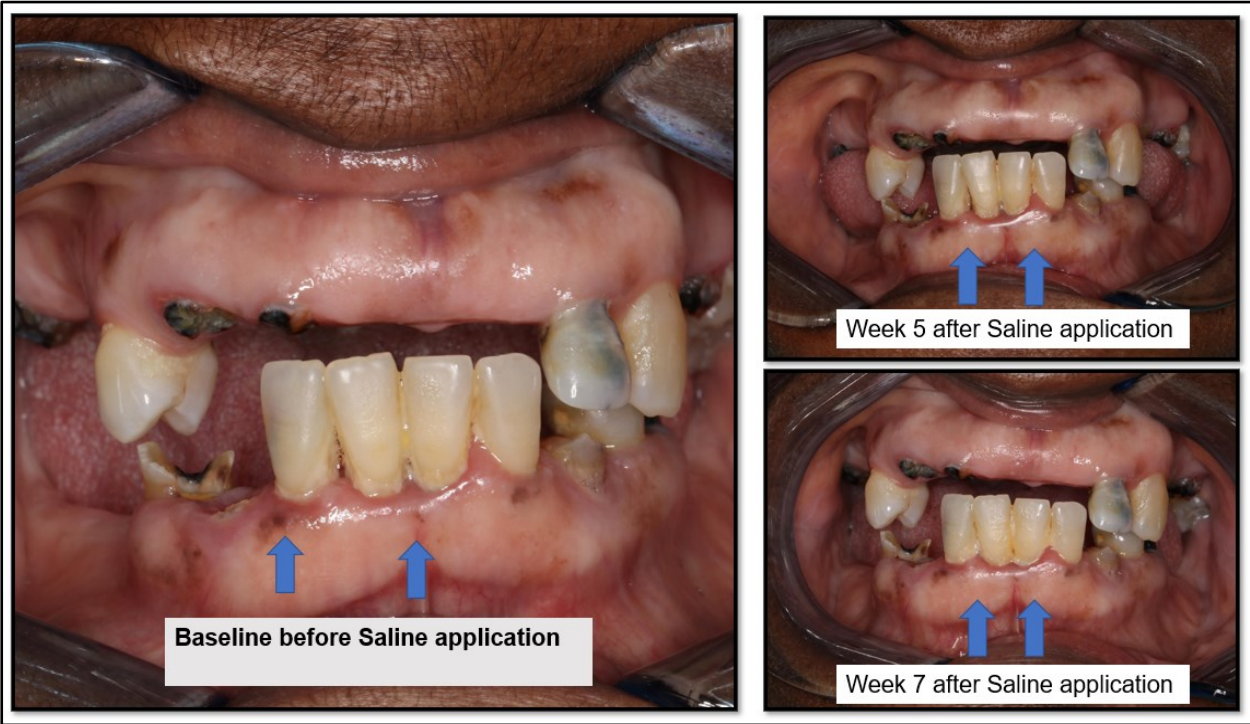 Baseline before Saline application
Week 5 after Saline application
Week 7 after Saline application